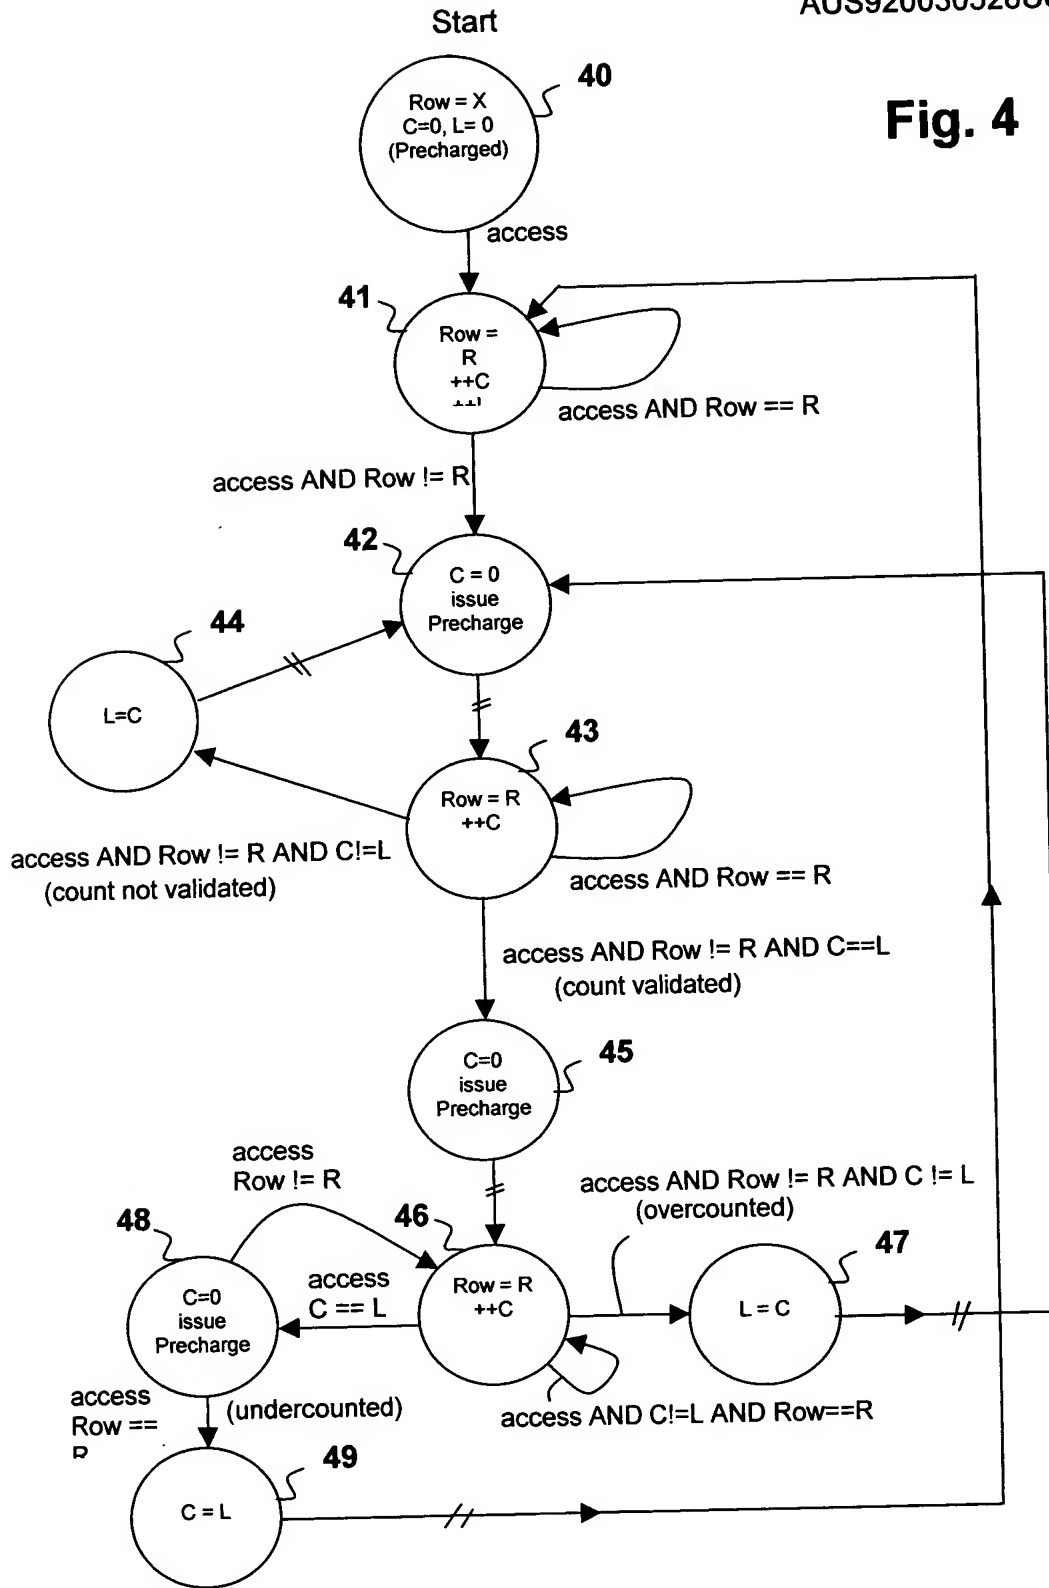 Start
Fig. 4
40
Row = X
C=0, L= 0
(Precharged)
access
41
Row =
R
++C
access AND Row == R
access AND Row != R
42
C = 0
issue
Precharge
44
L=C
43
Row = R
++C
access AND Row != R AND C!=L
(count not validated)
access AND Row == R
access AND Row != R AND C==L
(count validated)
45
C=0
issue
Precharge
access
Row != R
access AND Row != R AND C != L
(overcounted)
48
46
47
access
C == L
C=0
issue
Precharge
Row = R
++C
L = C
access
Row ==
R
(undercounted)
access AND C!=L AND Row==R
49
C = L